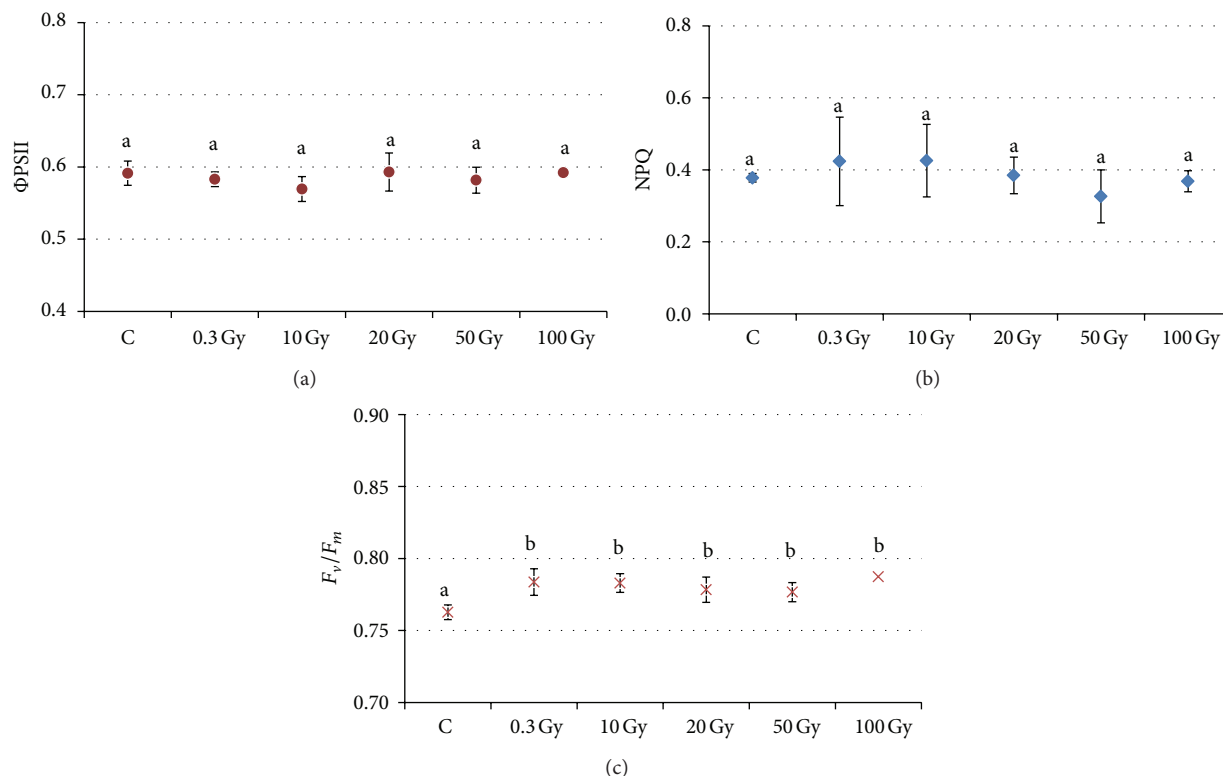 0.8
0.7
0.6
0.5
0.4
ΦPSII
a a a a a a
C 0.3 Gy 10 Gy 20 Gy 50 Gy 100 Gy
(a)
0.8
0.6
0.4
0.2
0.0
NPQ
a a a a a a
C 0.3 Gy 10 Gy 20 Gy 50 Gy 100 Gy
(b)
0.90
0.85
0.80
0.75
0.70
Fv/Fm
a b b b b b
C 0.3 Gy 10 Gy 20 Gy 50 Gy 100 Gy
(c)